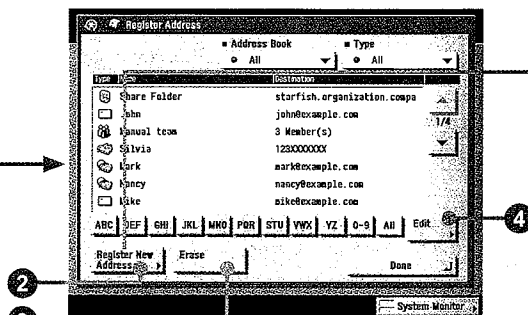 Register Address
Address Book Type
All All
Type Name Destination
Share Folder starfish.organization.compa
John john@example.com
Manual team 3 Member(s)
Silvia 123XXXXXXX
Mark mark@example.com
Nancy nancy@example.com
Mike mike@example.com
1/4
ABC DEF GHI JKL MNO PQR STU VWX YZ 0-9 All Edit
4
Register New Address Erase Done
2
System Monitor